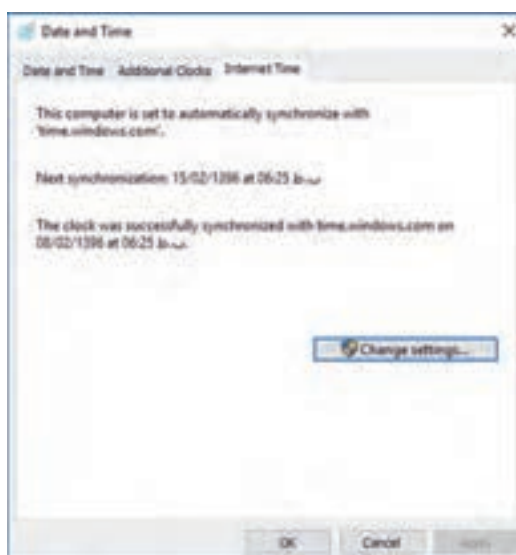 Date and Time
Date and Time Additional Clocks Internet Time
This computer is set to automatically synchronize with
'time.windows.com'.
Next synchronization: 15/02/1396 at 06:25 ب.ظ
The clock was successfully synchronized with time.windows.com on
08/02/1396 at 06:25 ب.ظ.
Change settings...
OK Cancel Apply